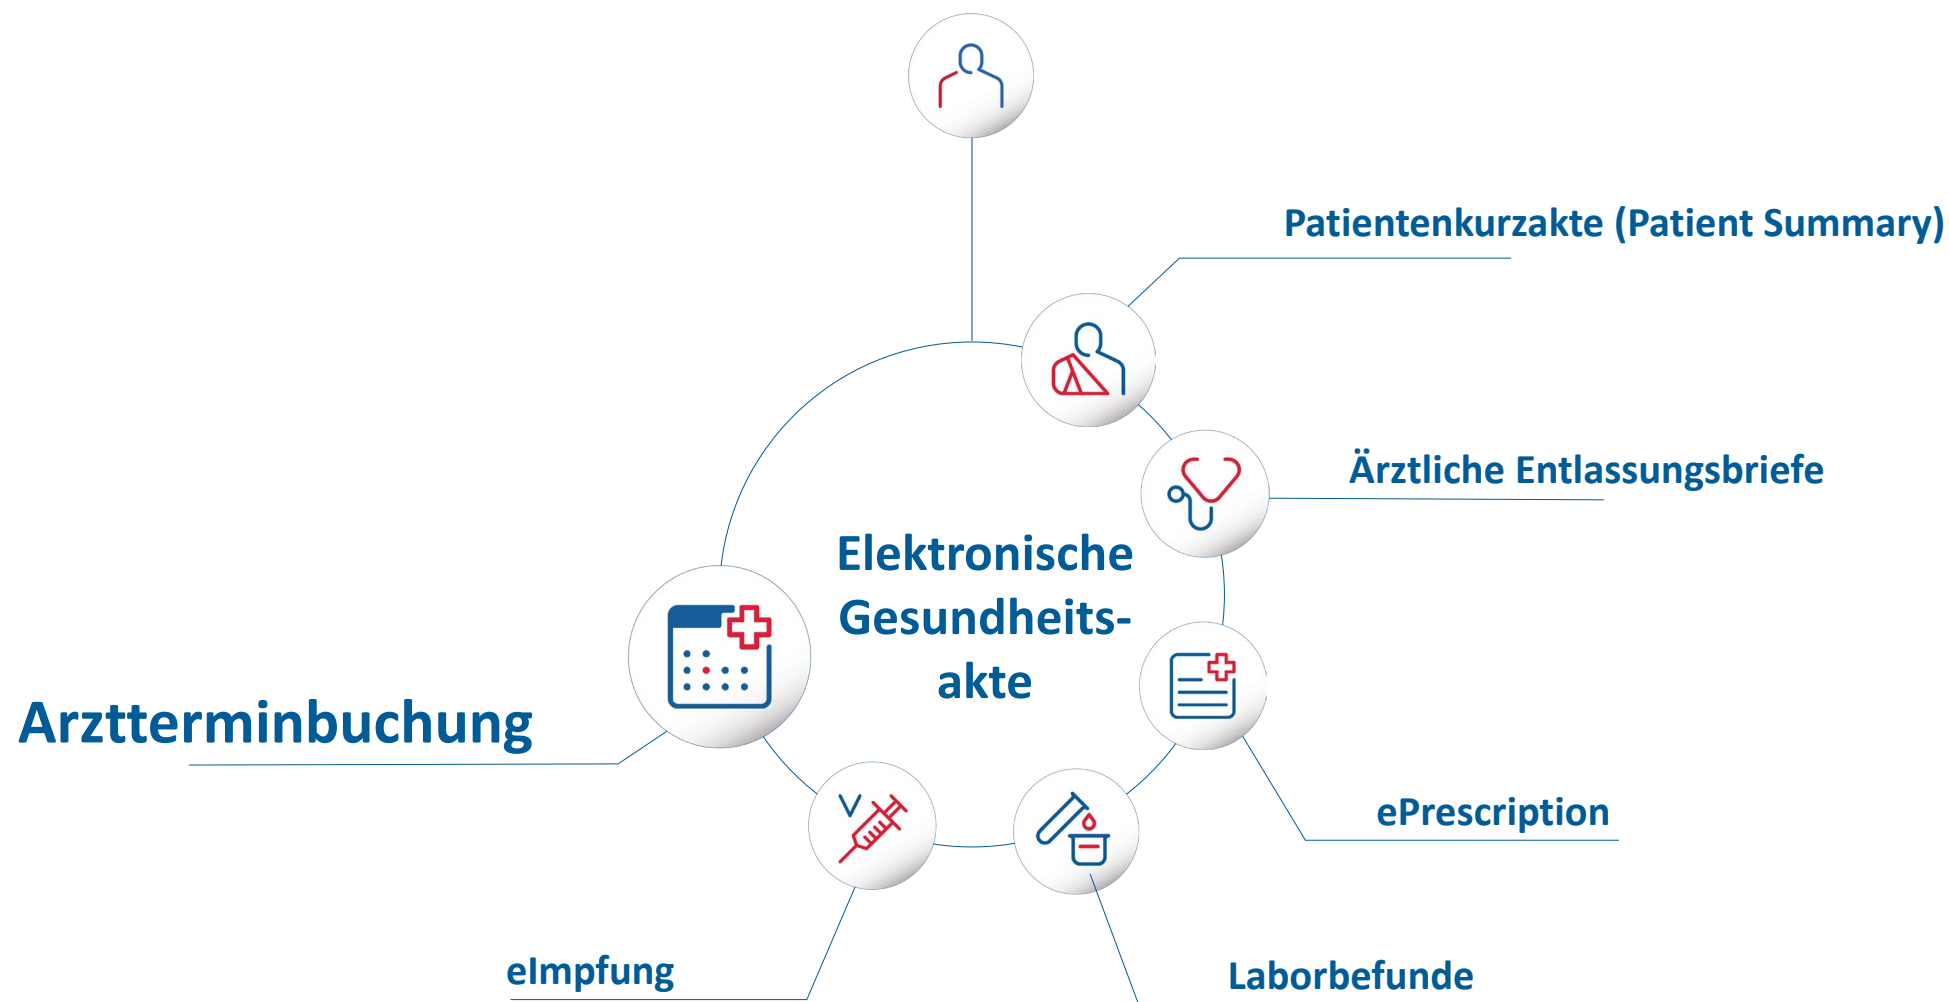 Patientenkurzakte (Patient Summary)
Ärztliche Entlassungsbriefe
Elektronische
Gesundheits-
akte
Arztterminbuchung
ePrescription
eImpfung
Laborbefunde